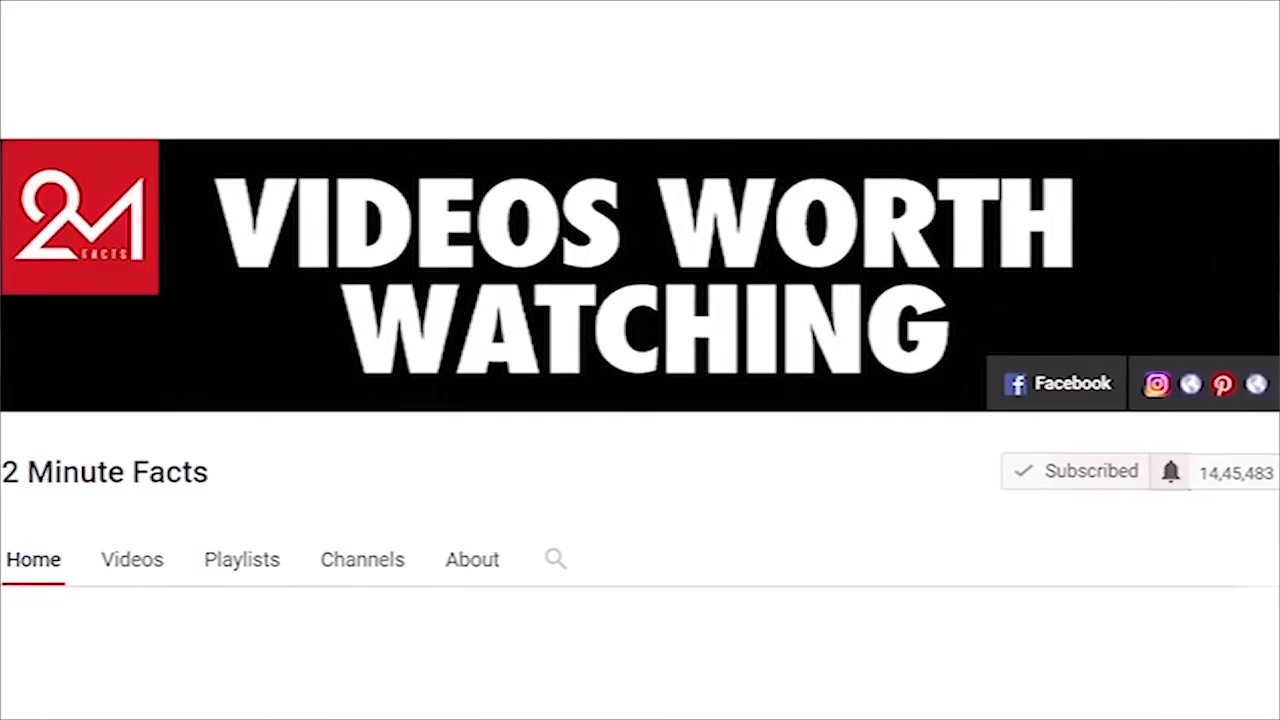 2M
FACTS
VIDEOS WORTH
WATCHING
Facebook
2 Minute Facts
Subscribed
14,45,483
Home
Videos
Playlists
Channels
About